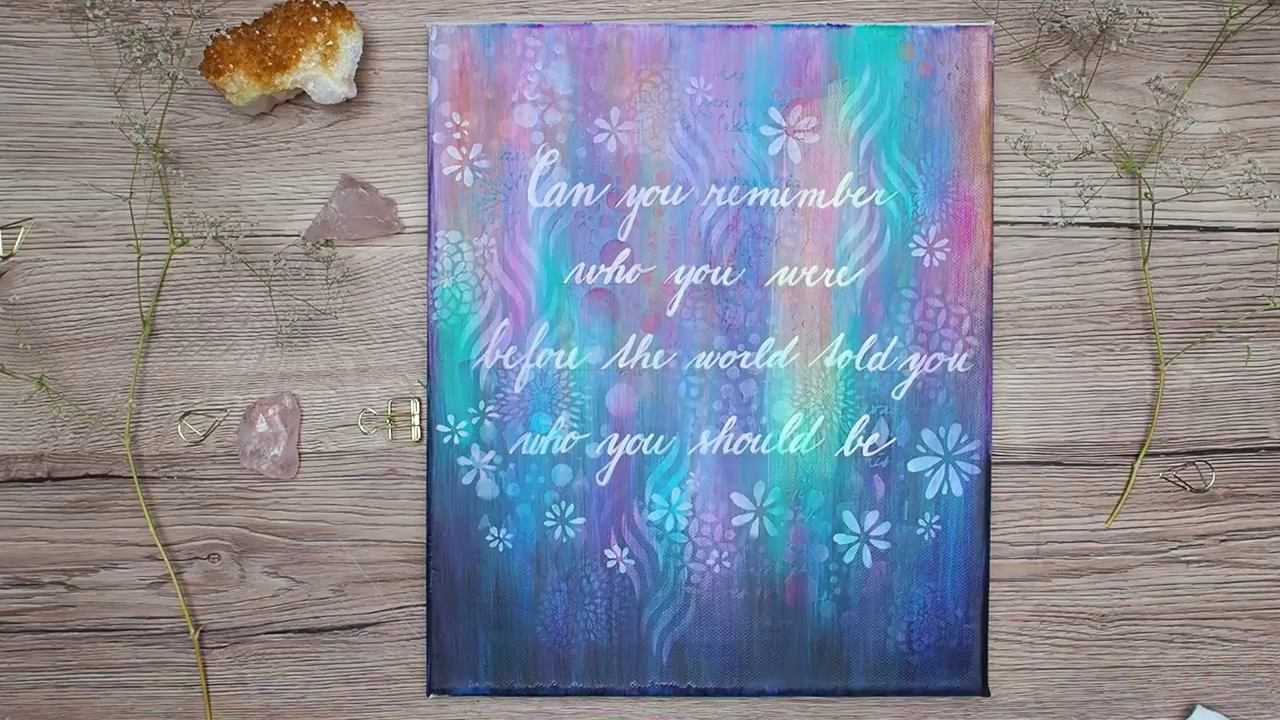 Can you remember
who you were
before the world told you
who you should be